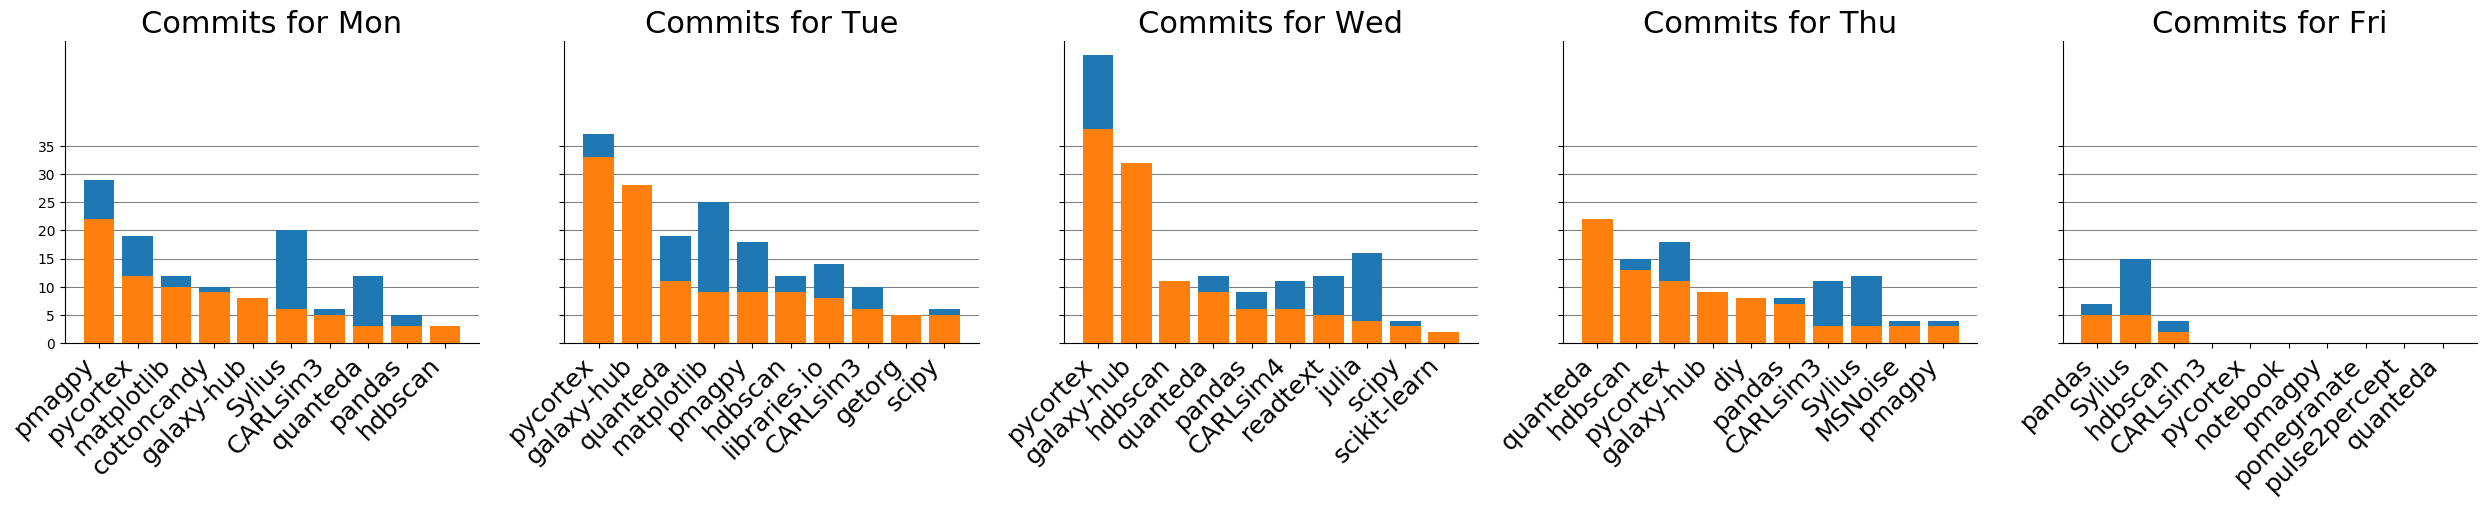 Commits for Mon
Commits for Tue
Commits for Wed
Commits for Thu
Commits for Fri
35
30
25
20
15
10
5
0
pmagpy
pycortex
matplotlib
cottoncandy
galaxy-hub
Sylius
CARLsim3
quanteda
pandas
hdbscan
pycortex
galaxy-hub
quanteda
matplotlib
pmagpy
hdbscan
libraries.io
CARLsim3
getorg
scipy
pycortex
galaxy-hub
hdbscan
quanteda
pandas
CARLsim4
readtext
julia
scipy
scikit-learn
quanteda
hdbscan
pycortex
galaxy-hub
diy
pandas
CARLsim3
Sylius
MSNoise
pmagpy
pandas
Sylius
hdbscan
CARLsim3
pycortex
notebook
pmagpy
pomegranate
pulse2percept
quanteda